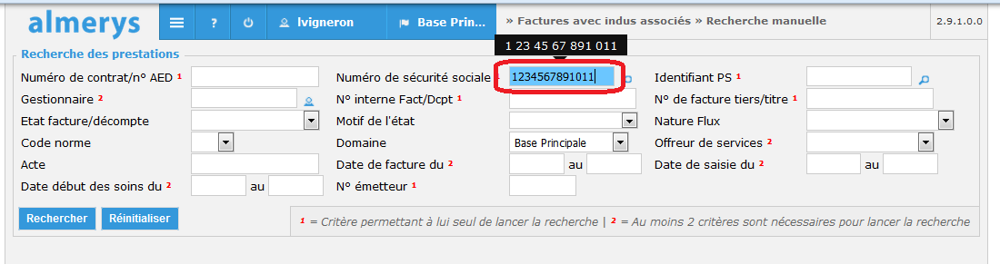 almerys ? lvigneron Base Prin... » Factures avec indus associés » Recherche manuelle 2.9.1.0.0
1 23 45 67 891 011
Recherche des prestations
Numéro de contrat/n° AED 1 Numéro de sécurité sociale 1 1234567891011 Identifiant PS 1
Gestionnaire 2 N° interne Fact/Dcpt 1 N° de facture tiers/titre 1
Etat facture/décompte Motif de l'état Nature Flux
Code norme Domaine Base Principale Offreur de services 2
Acte Date de facture du 2 au Date de saisie du 2 au
Date début des soins du 2 au N° émetteur 1
Rechercher Réinitialiser 1 = Critère permettant à lui seul de lancer la recherche | 2 = Au moins 2 critères sont nécessaires pour lancer la recherche